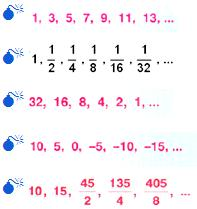 1, 3, 5, 7, 9, 11, 13, ...
1, 1/2, 1/4, 1/8, 1/16, 1/32, ...
32, 16, 8, 4, 2, 1, ...
10, 5, 0, –5, –10, –15, ...
10, 15, 45/2, 135/4, 405/8, ...